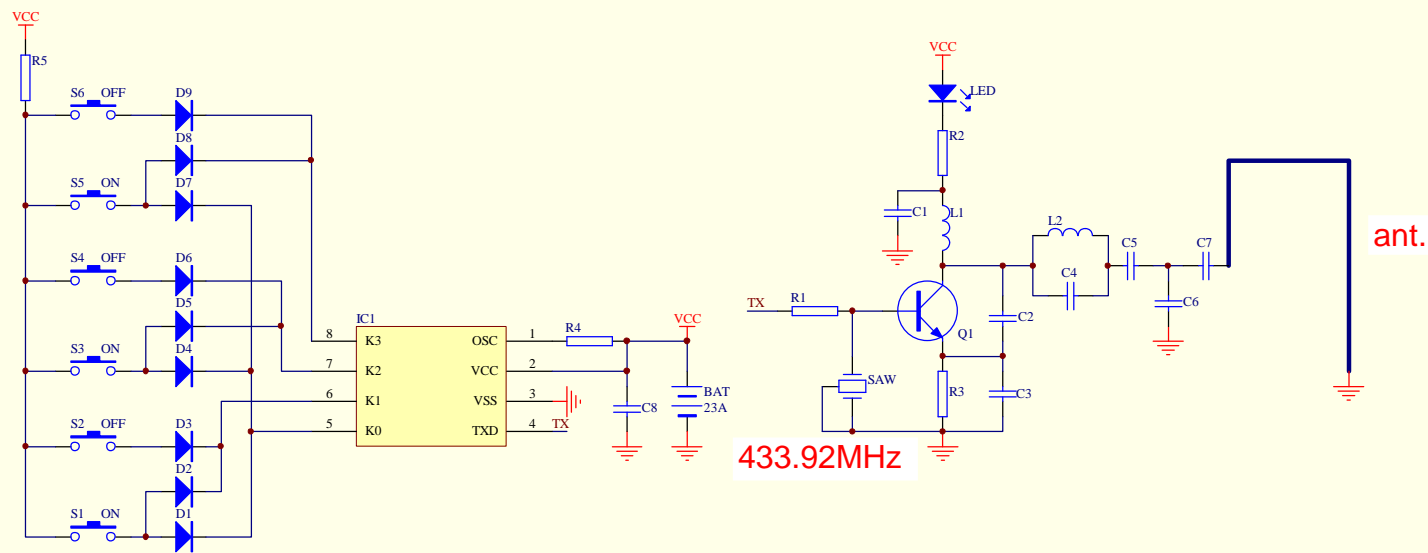 VCC
R5
S6 OFF D9
D8
S5 ON D7
S4 OFF D6
D5
S3 ON D4
S2 OFF D3
D2
S1 ON D1
IC1
8 K3 OSC 1
7 K2 VCC 2
6 K1 VSS 3
5 K0 TXD 4
R4
TX
VCC
C8
BAT
23A
VCC
LED
R2
C1
L1
TX
R1
Q1
SAW
R3
C2
C3
L2
C4
C5
C6
C7
ant.
433.92MHz